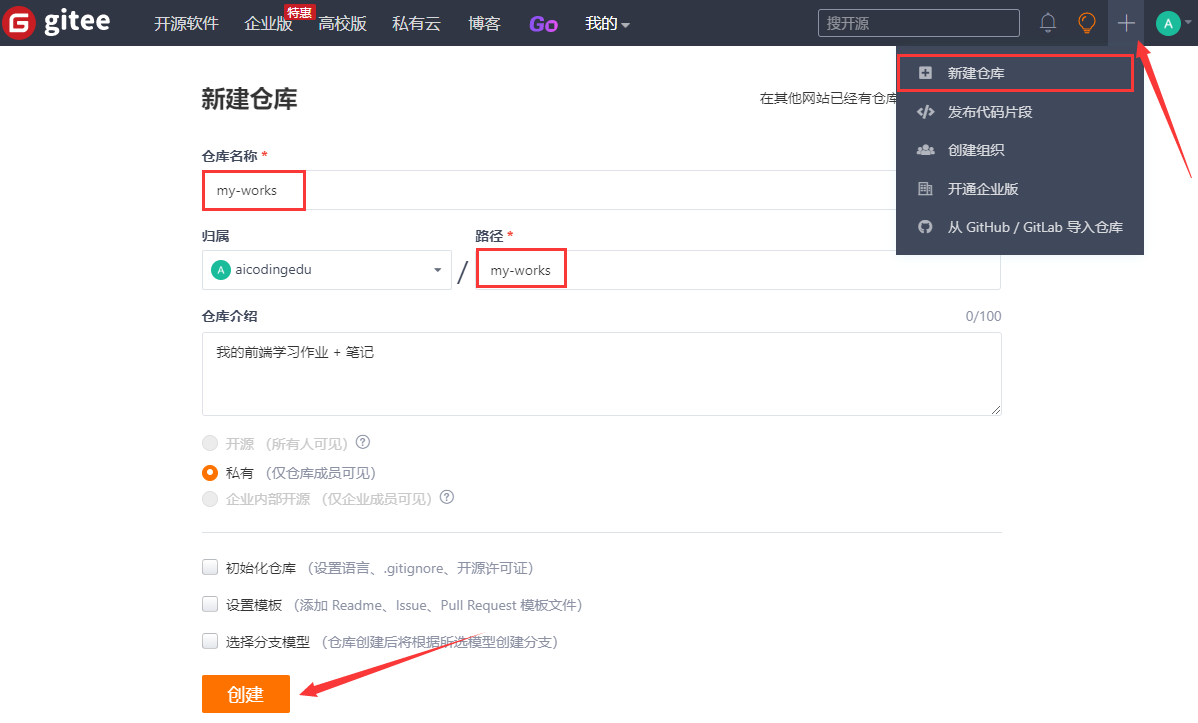 gitee
开源软件 企业版 特惠 高校版 私有云 博客 Go 我的 搜开源 A
新建仓库
发布代码片段
创建组织
开通企业版
从 GitHub / GitLab 导入仓库
新建仓库 在其他网站已经有仓库
仓库名称 *
my-works
归属 路径 *
A aicodingedu / my-works
仓库介绍 0/100
我的前端学习作业 + 笔记
开源 (所有人可见) ?
私有 (仅仓库成员可见)
企业内部开源 (仅企业成员可见) ?
初始化仓库 (设置语言、.gitignore、开源许可证)
设置模板 (添加 Readme、Issue、Pull Request 模板文件)
选择分支模型 (仓库创建后将根据所选模型创建分支)
创建